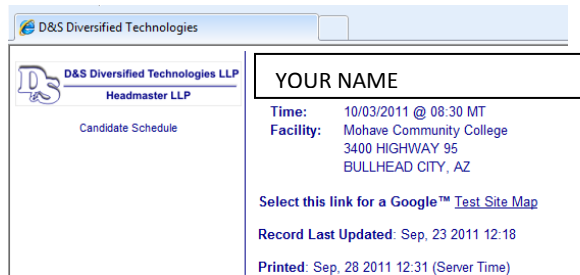 D&S Diversified Technologies
D&S Diversified Technologies LLP
Headmaster LLP
Candidate Schedule
YOUR NAME
Time: 10/03/2011 @ 08:30 MT
Facility: Mohave Community College
3400 HIGHWAY 95
BULLHEAD CITY, AZ
Select this link for a Google™ Test Site Map
Record Last Updated: Sep, 23 2011 12:18
Printed: Sep, 28 2011 12:31 (Server Time)